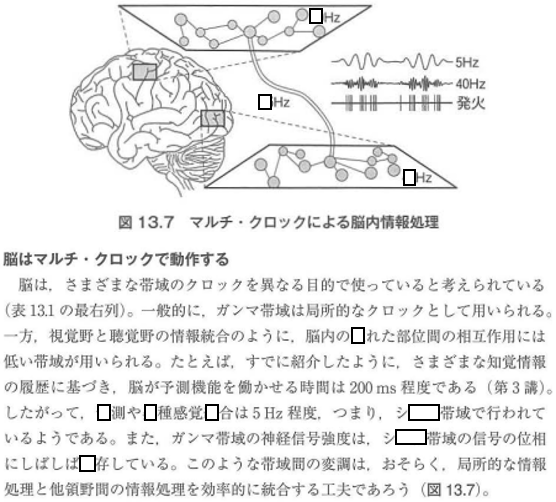 Hz
5Hz
40Hz
発火
Hz
Hz
図 13.7 マルチ・クロックによる脳内情報処理
脳はマルチ・クロックで動作する
脳は，さまざまな帯域のクロックを異なる目的で使っていると考えられている
(表 13.1 の最右列)。一般的に，ガンマ帯域は局所的なクロックとして用いられる。
一方，視覚野と聴覚野の情報統合のように，脳内の れた部位間の相互作用には
低い帯域が用いられる。たとえば，すでに紹介したように，さまざまな知覚情報
の履歴に基づき，脳が予測機能を働かせる時間は 200 ms 程度である（第 3 講）。
したがって， 測や 種感覚 合は 5 Hz 程度，つまり，シ 帯域で行われて
いるようである。また，ガンマ帯域の神経信号強度は，シ 帯域の信号の位相
にしばしば 存している。このような帯域間の変調は，おそらく，局所的な情報
処理と他領野間の情報処理を効率的に統合する工夫であろう（図 13.7）。